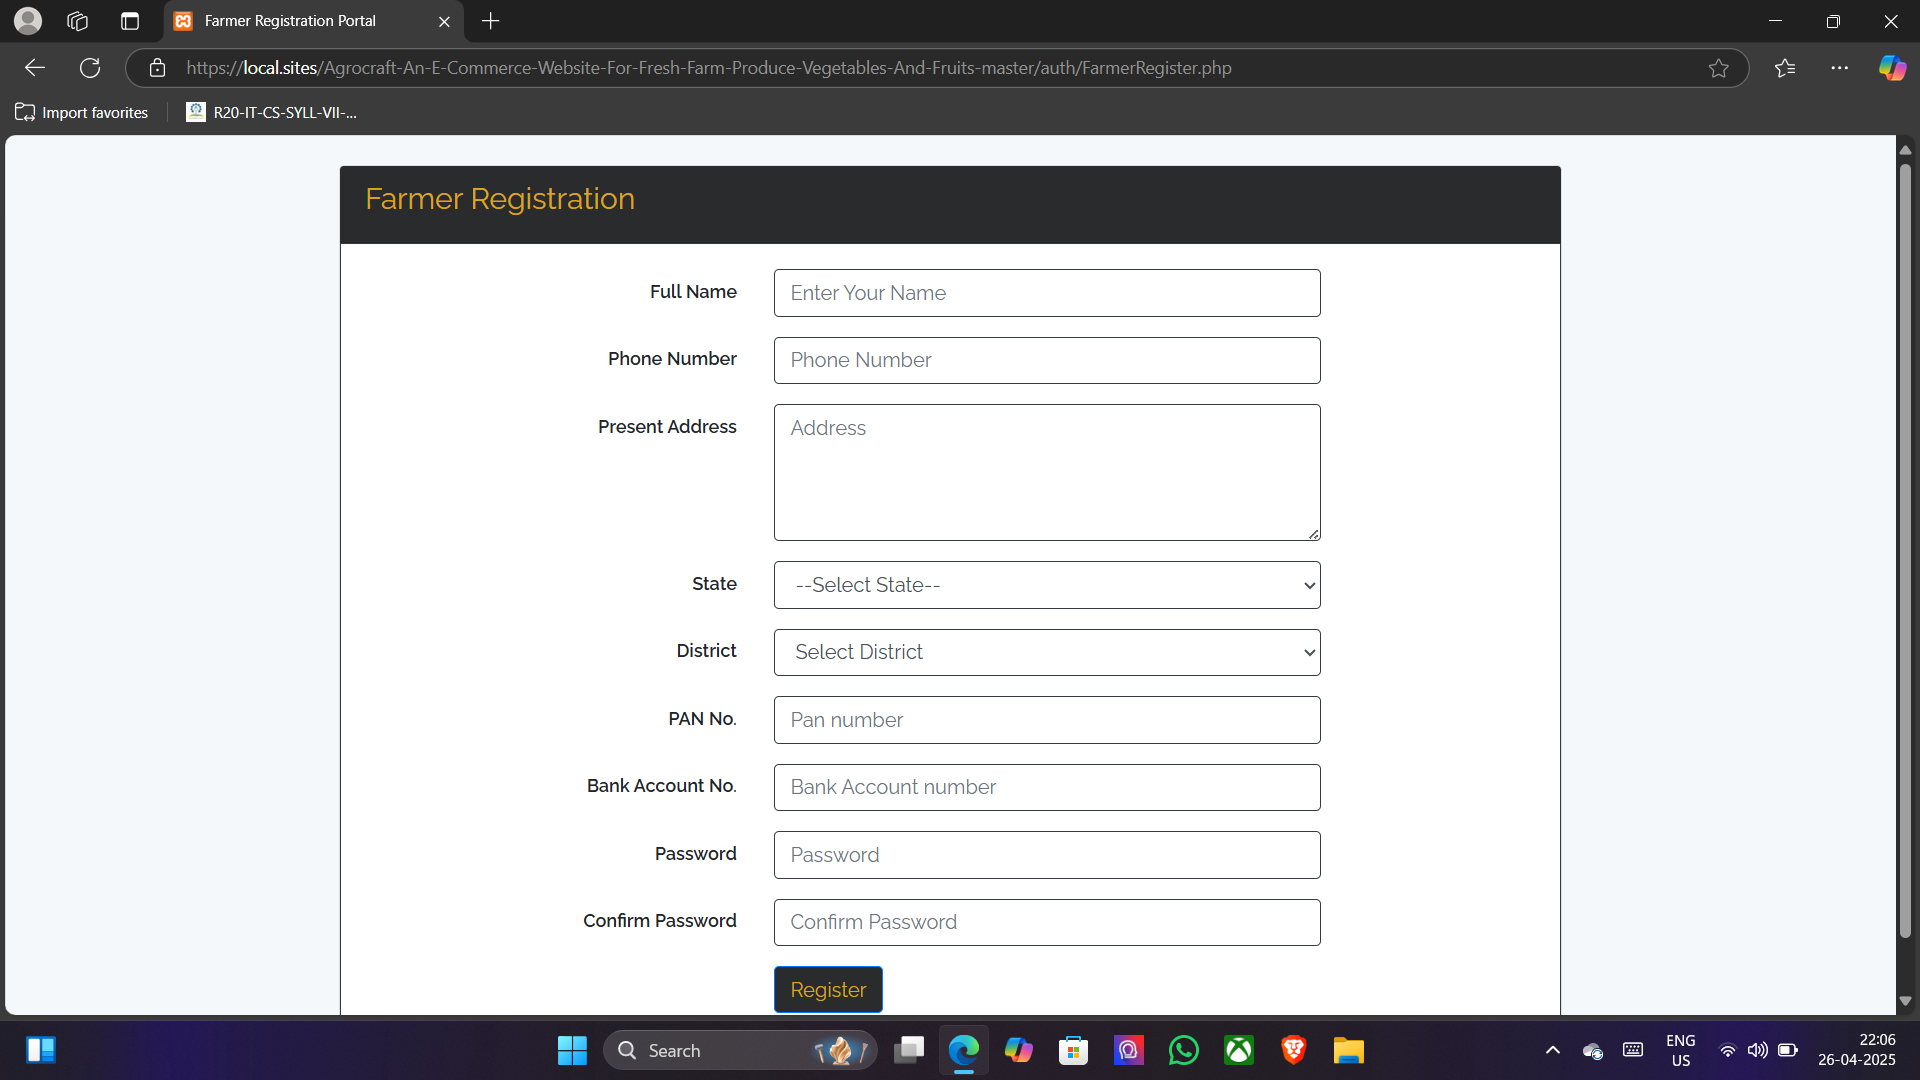 Farmer Registration Portal
https://local.sites/Agrocraft-An-E-Commerce-Website-For-Fresh-Farm-Produce-Vegetables-And-Fruits-master/auth/FarmerRegister.php
Import favorites
R20-IT-CS-SYLL-VII-...
Farmer Registration
Full Name
Enter Your Name
Phone Number
Phone Number
Present Address
Address
State
--Select State--
District
Select District
PAN No.
Pan number
Bank Account No.
Bank Account number
Password
Password
Confirm Password
Confirm Password
Register
Search
ENG
US
22:06
26-04-2025